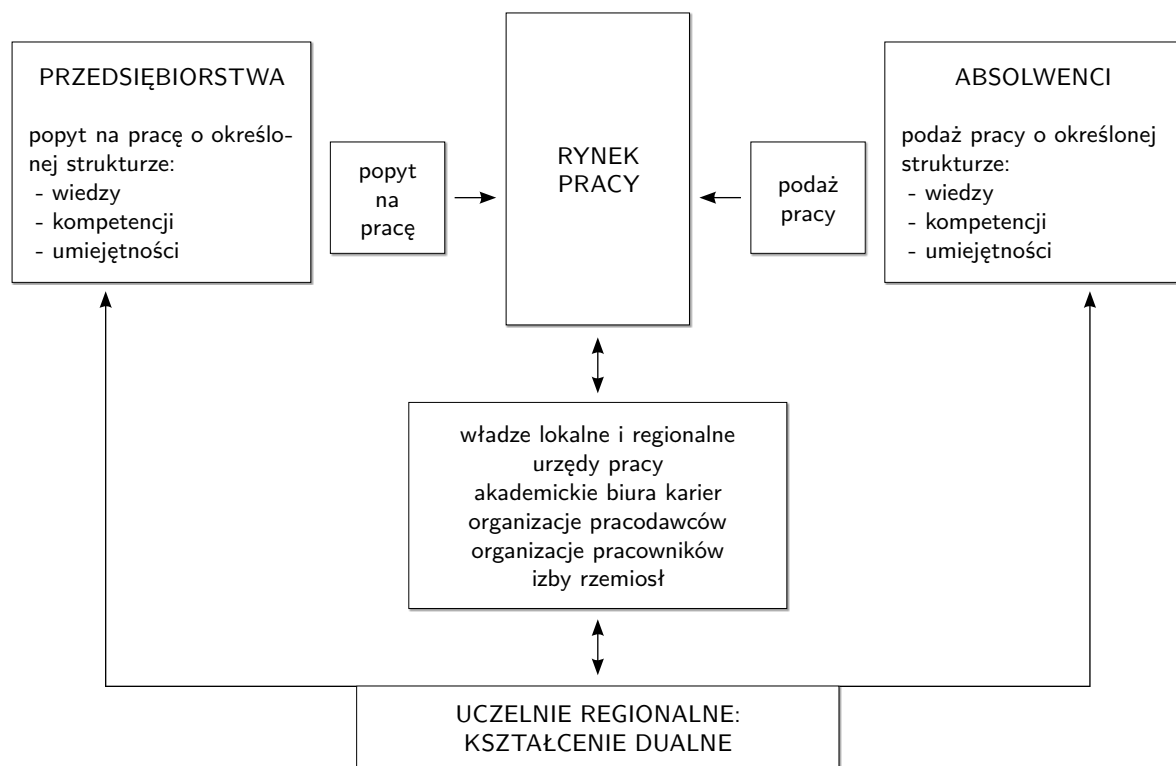 PRZEDSIĘBIORSTWA
popyt na pracę o określo-
nej strukturze:
- wiedzy
- kompetencji
- umiejętności
popyt
na
pracę
RYNEK
PRACY
podaż
pracy
ABSOLWENCI
podaż pracy o określonej
strukturze:
- wiedzy
- kompetencji
- umiejętności
władze lokalne i regionalne
urzędy pracy
akademickie biura karier
organizacje pracodawców
organizacje pracowników
izby rzemiosł
UCZELNIE REGIONALNE:
KSZTAŁCENIE DUALNE